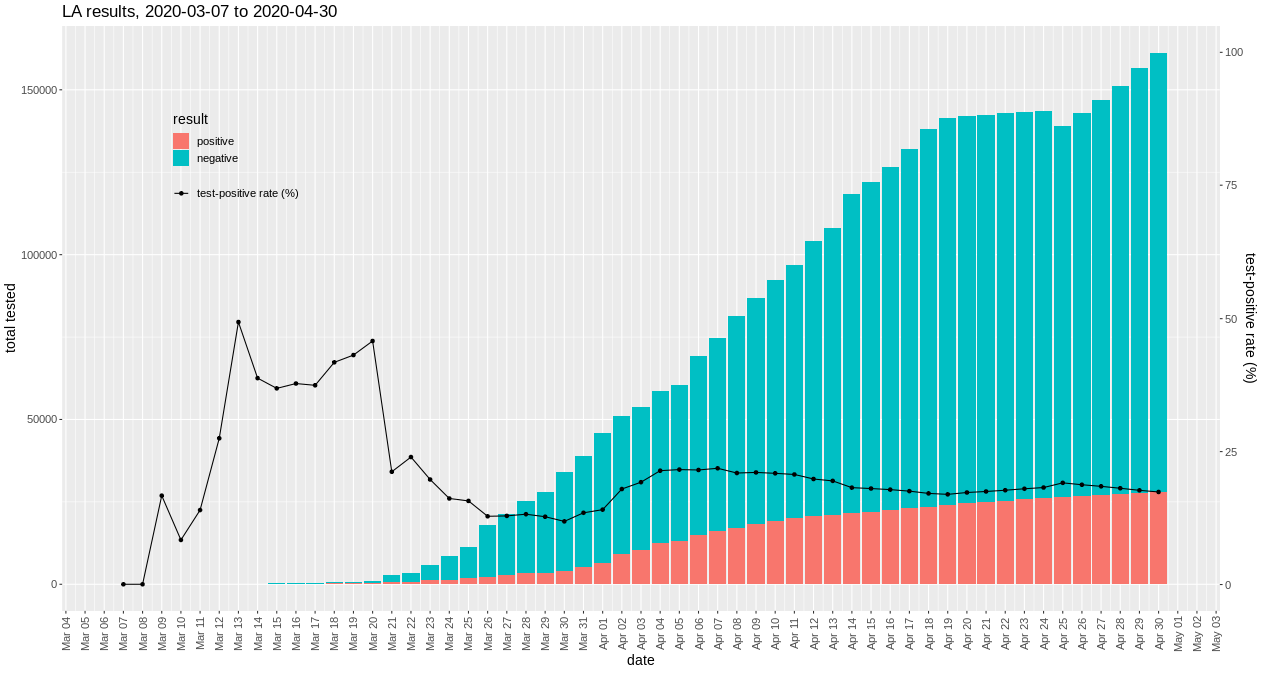 LA results, 2020-03-07 to 2020-04-30
total tested
150000
100000
50000
0
result
positive
negative
test-positive rate (%)
100
75
50
25
0
test-positive rate (%)
Mar 04
Mar 05
Mar 06
Mar 07
Mar 08
Mar 09
Mar 10
Mar 11
Mar 12
Mar 13
Mar 14
Mar 15
Mar 16
Mar 17
Mar 18
Mar 19
Mar 20
Mar 21
Mar 22
Mar 23
Mar 24
Mar 25
Mar 26
Mar 27
Mar 28
Mar 29
Mar 30
Mar 31
Apr 01
Apr 02
Apr 03
Apr 04
Apr 05
Apr 06
Apr 07
Apr 08
Apr 09
Apr 10
Apr 11
Apr 12
Apr 13
Apr 14
Apr 15
Apr 16
Apr 17
Apr 18
Apr 19
Apr 20
Apr 21
Apr 22
Apr 23
Apr 24
Apr 25
Apr 26
Apr 27
Apr 28
Apr 29
Apr 30
May 01
May 02
May 03
date